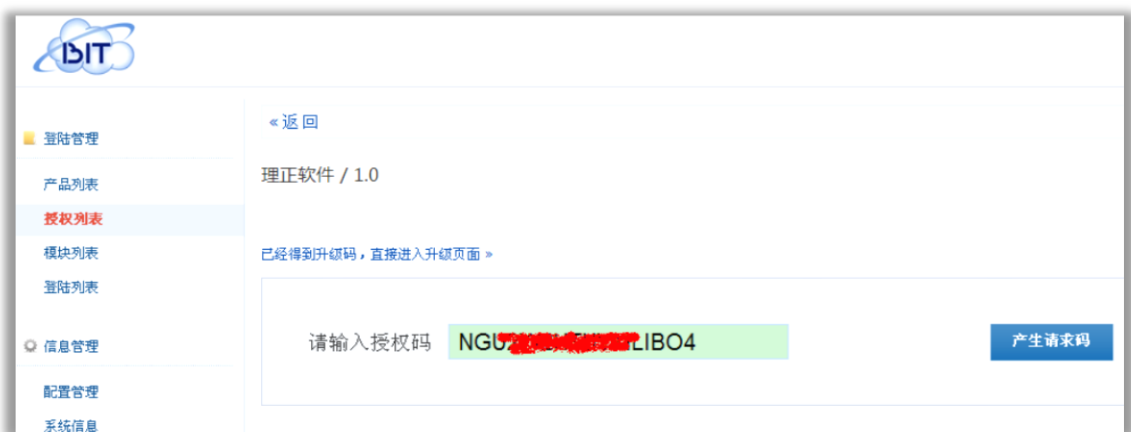 BIT
登陆管理
产品列表
授权列表
模块列表
登陆列表
信息管理
配置管理
系统信息
«返回
理正软件 / 1.0
已经得到升级码，直接进入升级页面 »
请输入授权码
NGU LIBO4
产生请求码